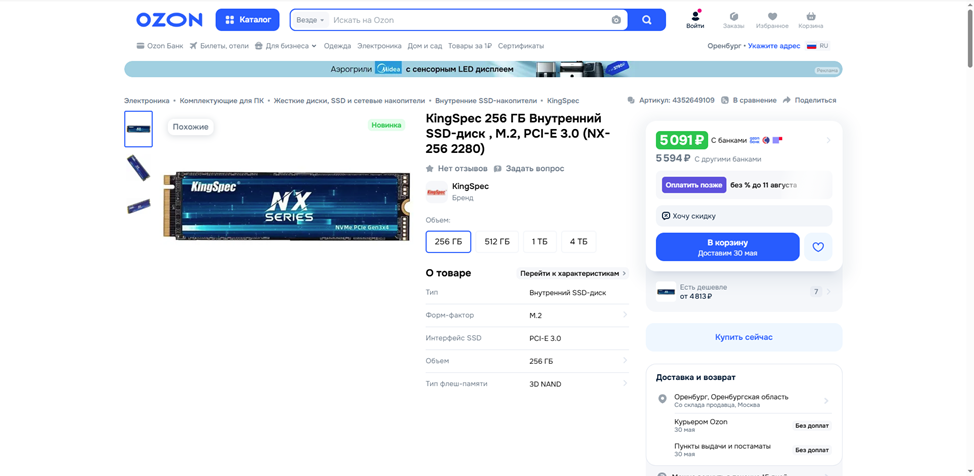 OZON
Каталог
Везде
Искать на Ozon
Войти
Заказы
Избранное
Корзина
Ozon Банк
Билеты, отели
Для бизнеса
Одежда
Электроника
Дом и сад
Товары за 1₽
Сертификаты
Оренбург • Укажите адрес
RU
Аэрогрили Midea с сенсорным LED дисплеем
Реклама
Электроника • Комплектующие для ПК • Жесткие диски, SSD и сетевые накопители • Внутренние SSD-накопители • KingSpec
Артикул: 4352649109
В сравнение
Поделиться
Похожие
Новинка
KingSpec
NX
SERIES
NVMe PCIe Gen3x4
KingSpec 256 ГБ Внутренний
SSD-диск , M.2, PCI-E 3.0 (NX-
256 2280)
Нет отзывов
Задать вопрос
KingSpec
KingSpec
Бренд
Объем:
256 ГБ
512 ГБ
1 ТБ
4 ТБ
О товаре
Перейти к характеристикам
Тип
Внутренний SSD-диск
Форм-фактор
M.2
Интерфейс SSD
PCI-E 3.0
Объем
256 ГБ
Тип флеш-памяти
3D NAND
5 091 ₽
С банками
5 594 ₽ С другими банками
Оплатить позже
без % до 11 августа
Хочу скидку
В корзину
Доставим 30 мая
Есть дешевле
от 4 813 ₽
7
Купить сейчас
Доставка и возврат
Оренбург, Оренбургская область
Со склада продавца, Москва
Курьером Ozon
30 мая
Без доплат
Пункты выдачи и постаматы
30 мая
Без доплат